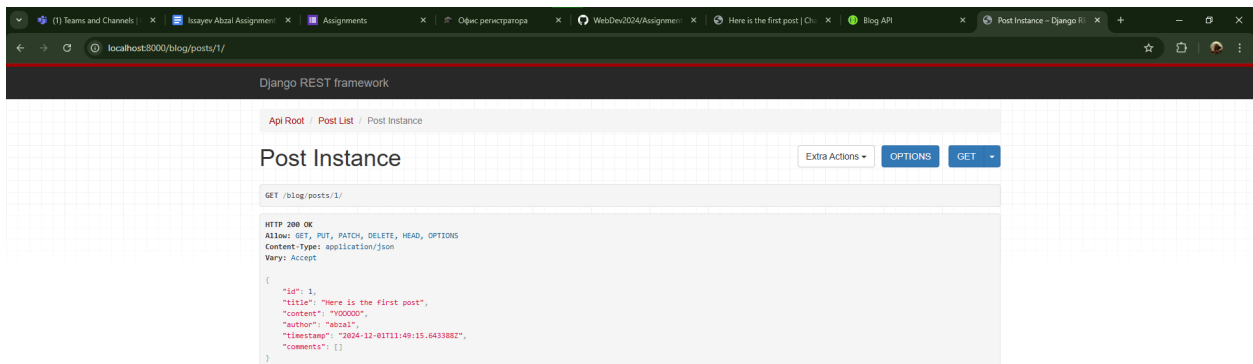 (1) Teams and Channels |
Issayev Abzal Assignment
Assignments
Офис регистратора
WebDev2024/Assignment
Here is the first post | Cha
Blog API
Post Instance – Django RE
localhost:8000/blog/posts/1/
Django REST framework
Api Root / Post List / Post Instance
Post Instance
Extra Actions
OPTIONS
GET
GET /blog/posts/1/
HTTP 200 OK
Allow: GET, PUT, PATCH, DELETE, HEAD, OPTIONS
Content-Type: application/json
Vary: Accept
{
"id": 1,
"title": "Here is the first post",
"content": "YOOOOO",
"author": "abzal",
"timestamp": "2024-12-01T11:49:15.643388Z",
"comments": []
}